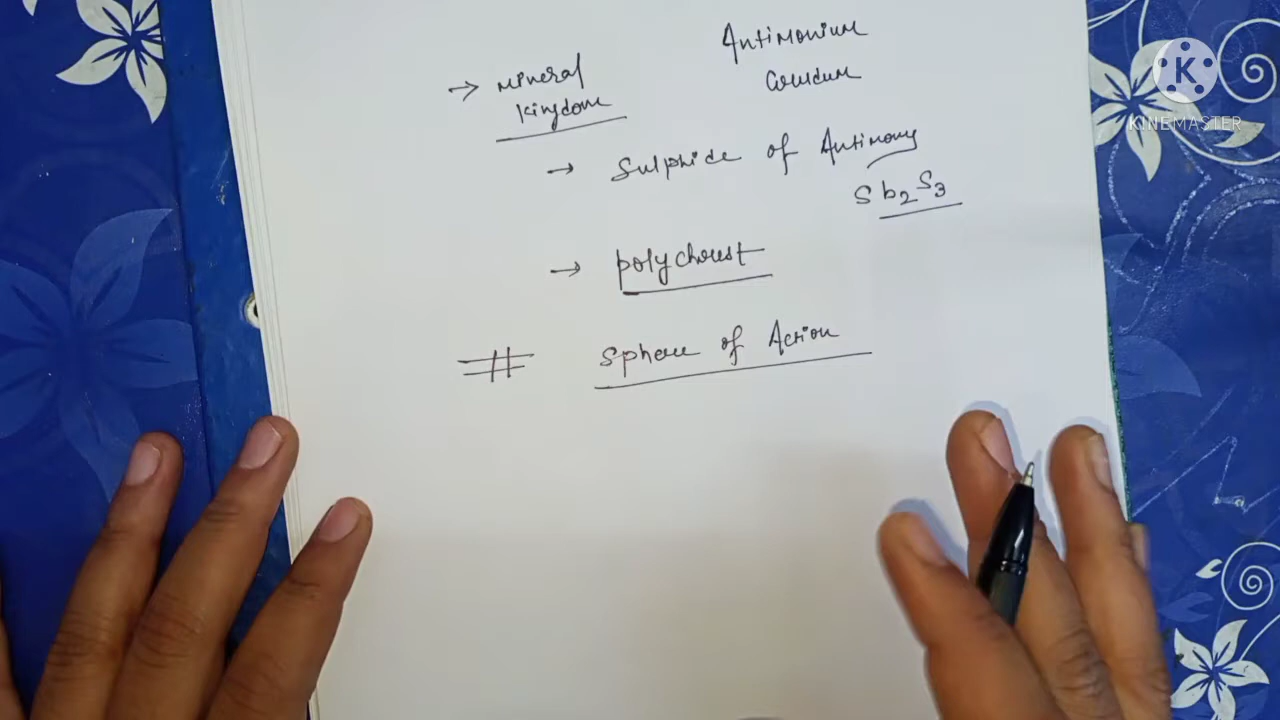 Antimonium
Crudum
→ Mineral
Kingdom
→ Sulphide of Antimony
Sb₂S₃
→ polychrest
# Sphere of Action
K
KINEMASTER